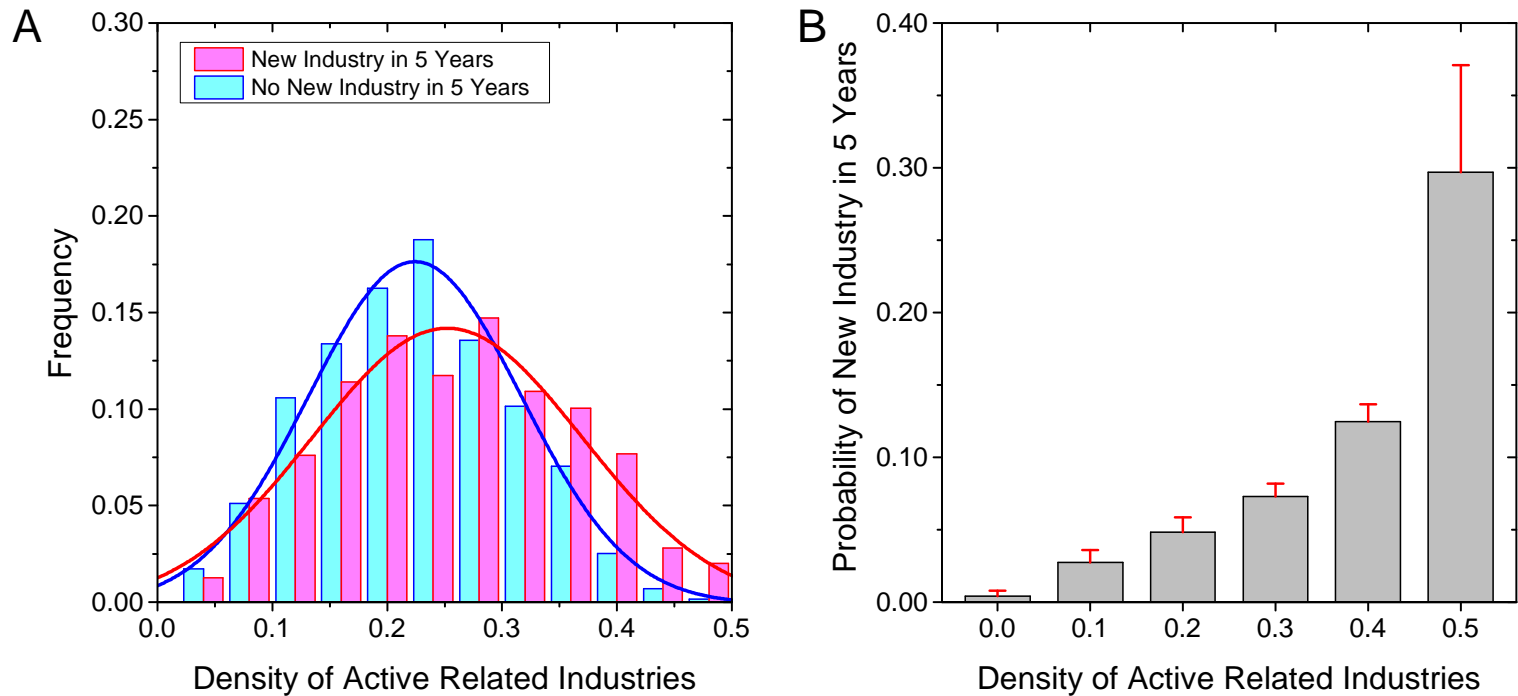 A
0.30
0.25
0.20
0.15
0.10
0.05
0.00
Frequency
New Industry in 5 Years
No New Industry in 5 Years
0.0 0.1 0.2 0.3 0.4 0.5
Density of Active Related Industries
B
0.40
0.30
0.20
0.10
0.00
Probability of New Industry in 5 Years
0.0 0.1 0.2 0.3 0.4 0.5
Density of Active Related Industries